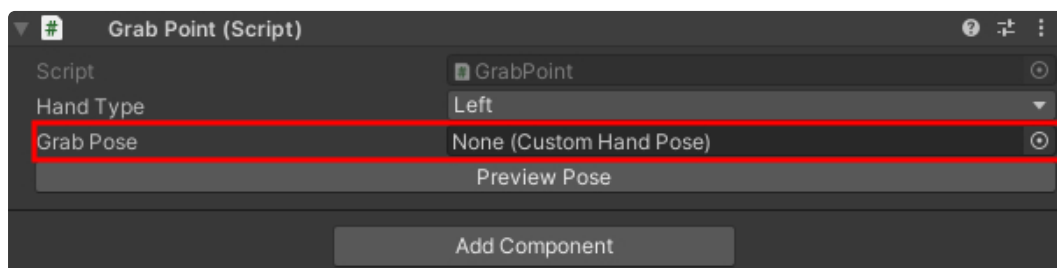 Grab Point (Script)
Script GrabPoint
Hand Type Left
Grab Pose None (Custom Hand Pose)
Preview Pose
Add Component